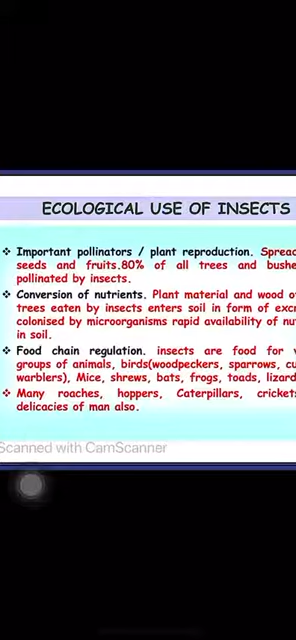 ECOLOGICAL USE OF INSECTS
❖ Important pollinators / plant reproduction. Spread
seeds and fruits.80% of all trees and bushe
pollinated by insects.
❖ Conversion of nutrients. Plant material and wood of
trees eaten by insects enters soil in form of excr
colonised by microorganisms rapid availability of nu
in soil.
❖ Food chain regulation. insects are food for v
groups of animals, birds(woodpeckers, sparrows, cu
warblers), Mice, shrews, bats, frogs, toads, lizard
❖ Many roaches, hoppers, Caterpillars, crickets
delicacies of man also.
Scanned with CamScanner